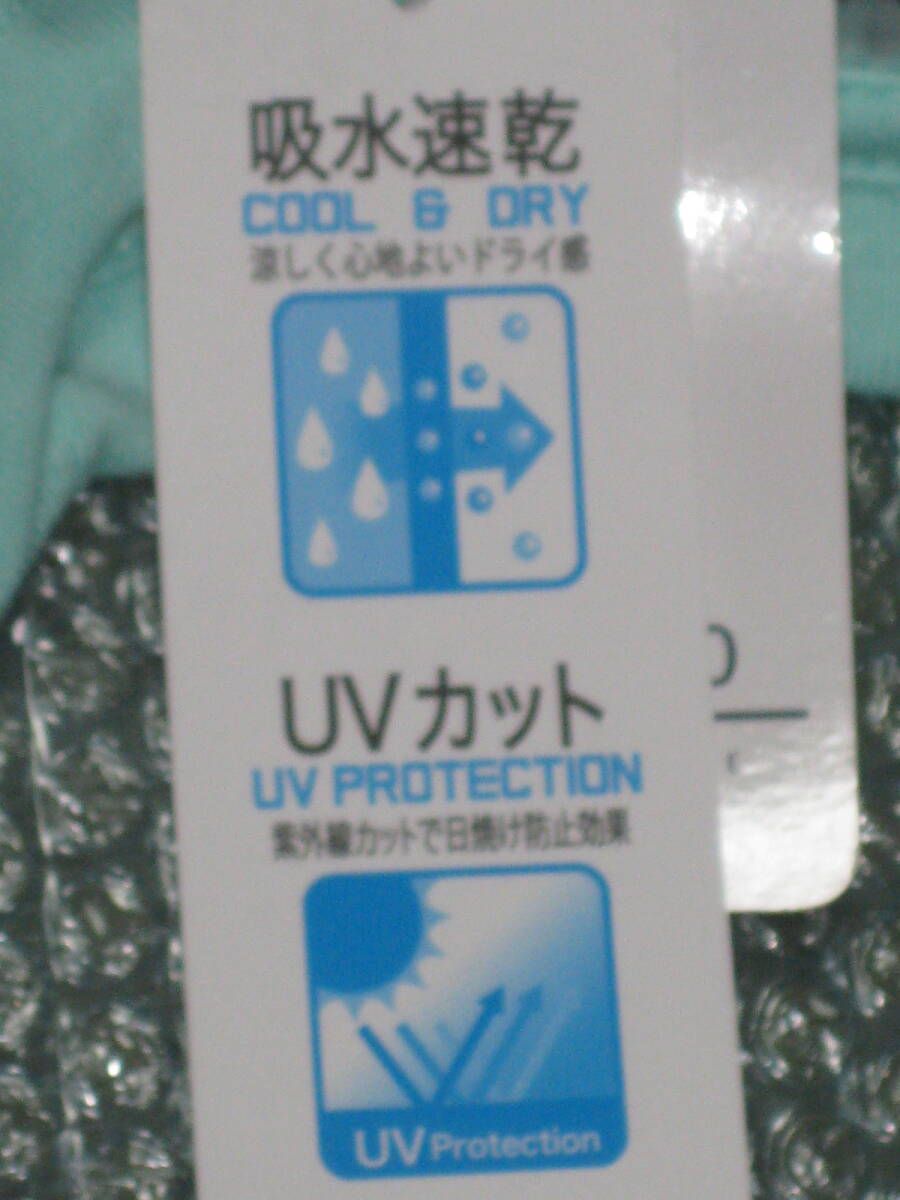 吸水速乾
COOL & DRY
涼しく心地よいドライ感
UVカット
UV PROTECTION
紫外線カットで日焼け防止効果
UV Protection